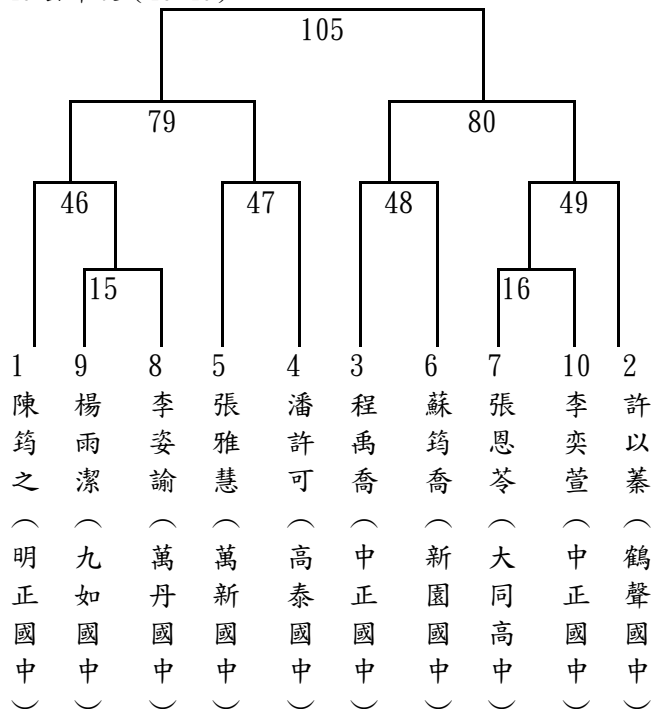 105
79
80
46
47
48
49
15
16
1
9
8
5
4
3
6
7
10
2
陳筠之（明正國中）
楊雨潔（九如國中）
李姿諭（萬丹國中）
張雅慧（萬新國中）
潘許可（高泰國中）
程禹喬（中正國中）
蘇筠喬（新園國中）
張恩苓（大同高中）
李奕萱（中正國中）
許以蓁（鶴聲國中）